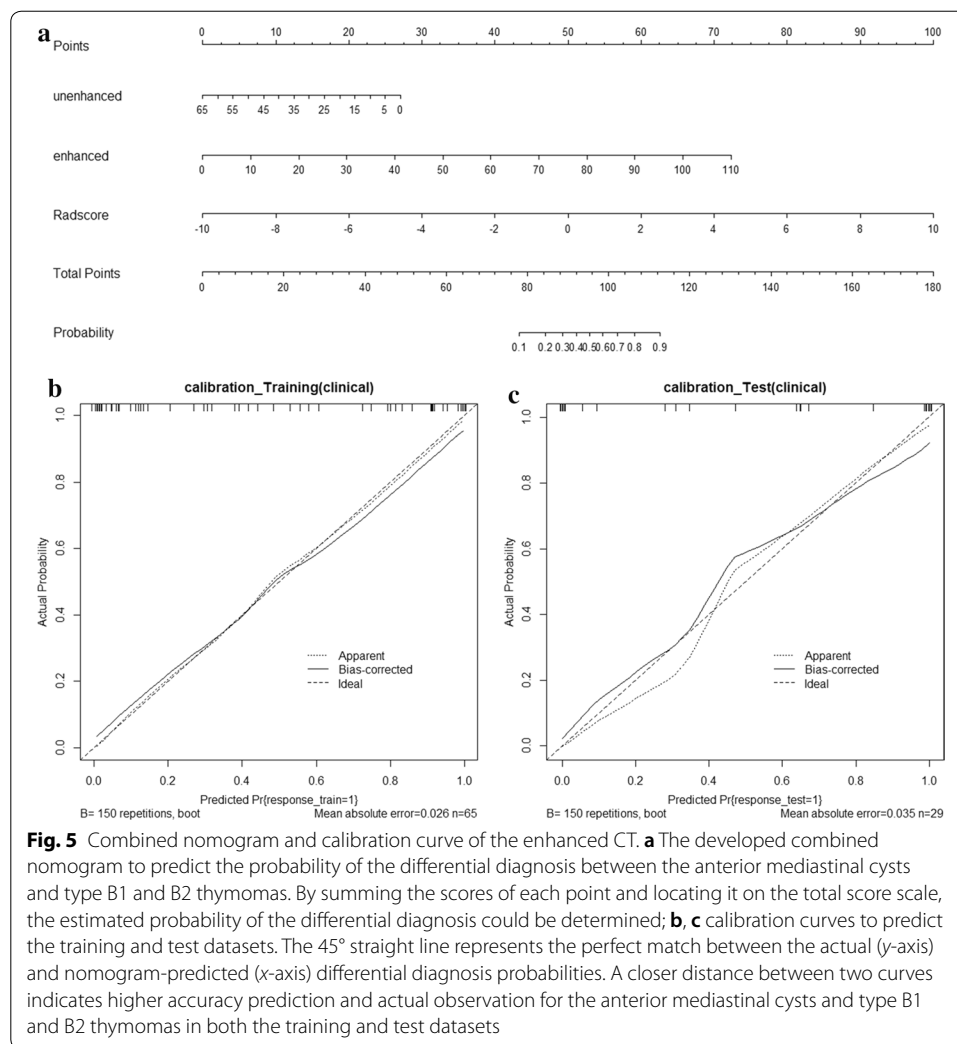 a
Points
0 10 20 30 40 50 60 70 80 90 100
unenhanced
65 55 45 35 25 15 5 0
enhanced
0 10 20 30 40 50 60 70 80 90 100 110
Radscore
-10 -8 -6 -4 -2 0 2 4 6 8 10
Total Points
0 20 40 60 80 100 120 140 160 180
Probability
0.1 0.2 0.3 0.4 0.5 0.6 0.7 0.8 0.9
b
calibration_Training(clinical)
Actual Probability
1.0
0.8
0.6
0.4
0.2
0.0
Apparent
Bias-corrected
Ideal
0.0 0.2 0.4 0.6 0.8 1.0
Predicted Pr{response_train=1}
B= 150 repetitions, boot
Mean absolute error=0.026 n=65
c
calibration_Test(clinical)
Actual Probability
1.0
0.8
0.6
0.4
0.2
0.0
Apparent
Bias-corrected
Ideal
0.0 0.2 0.4 0.6 0.8 1.0
Predicted Pr{response_test=1}
B= 150 repetitions, boot
Mean absolute error=0.035 n=29
Fig. 5 Combined nomogram and calibration curve of the enhanced CT. a The developed combined
nomogram to predict the probability of the differential diagnosis between the anterior mediastinal cysts
and type B1 and B2 thymomas. By summing the scores of each point and locating it on the total score scale,
the estimated probability of the differential diagnosis could be determined; b, c calibration curves to predict
the training and test datasets. The 45° straight line represents the perfect match between the actual (y-axis)
and nomogram-predicted (x-axis) differential diagnosis probabilities. A closer distance between two curves
indicates higher accuracy prediction and actual observation for the anterior mediastinal cysts and type B1
and B2 thymomas in both the training and test datasets